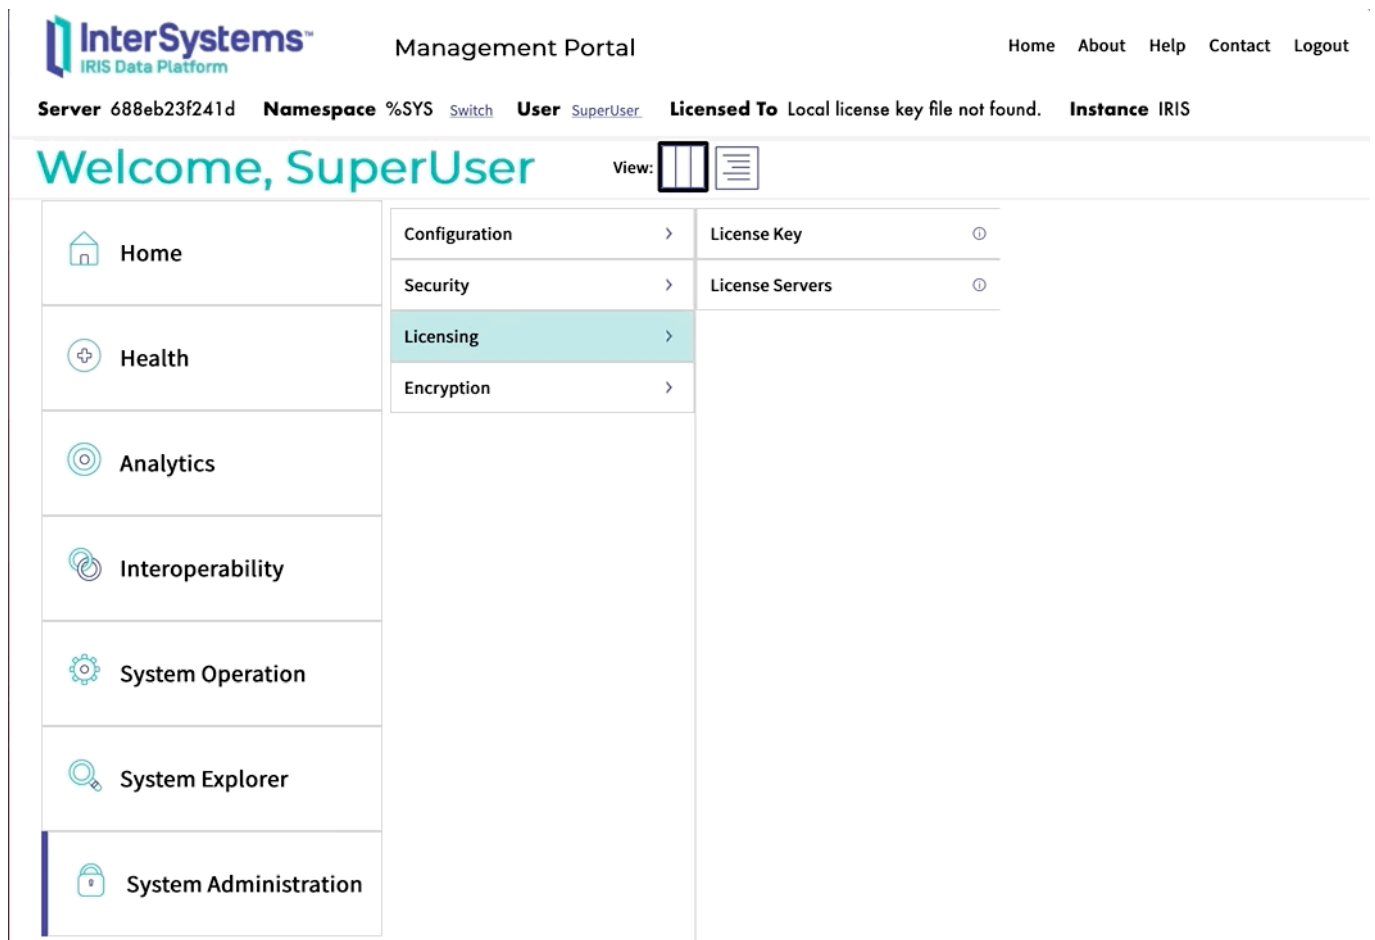 InterSystems™
IRIS Data Platform
Management Portal
Home About Help Contact Logout
Server 688eb23f241d Namespace %SYS Switch User SuperUser Licensed To Local license key file not found. Instance IRIS
Welcome, SuperUser
View:
Home
Health
Analytics
Interoperability
System Operation
System Explorer
System Administration
Configuration
Security
Licensing
Encryption
License Key
License Servers